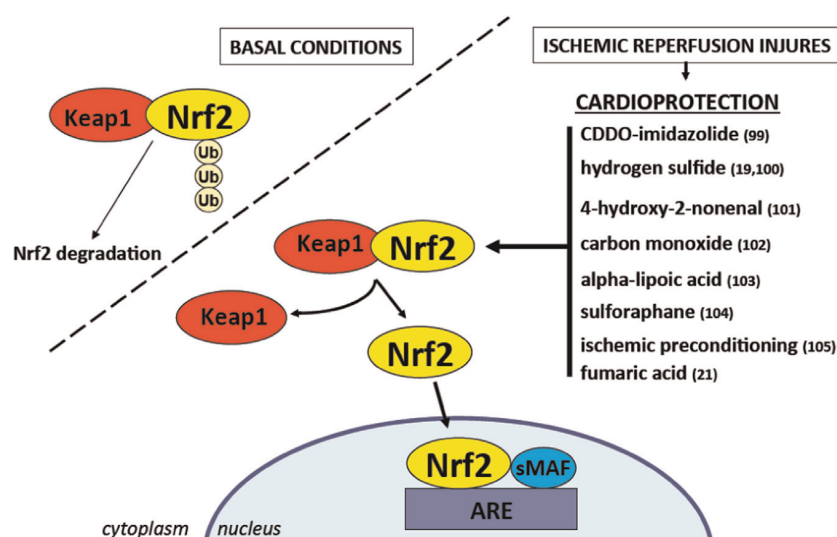 BASAL CONDITIONS
Keap1
Nrf2
Ub
Ub
Ub
Nrf2 degradation
ISCHEMIC REPERFUSION INJURES
CARDIOPROTECTION
CDDO-imidazolide (99)
hydrogen sulfide (19,100)
4-hydroxy-2-nonenal (101)
carbon monoxide (102)
alpha-lipoic acid (103)
sulforaphane (104)
ischemic preconditioning (105)
fumaric acid (21)
Keap1
Nrf2
Keap1
Nrf2
Nrf2
sMAF
ARE
cytoplasm
nucleus